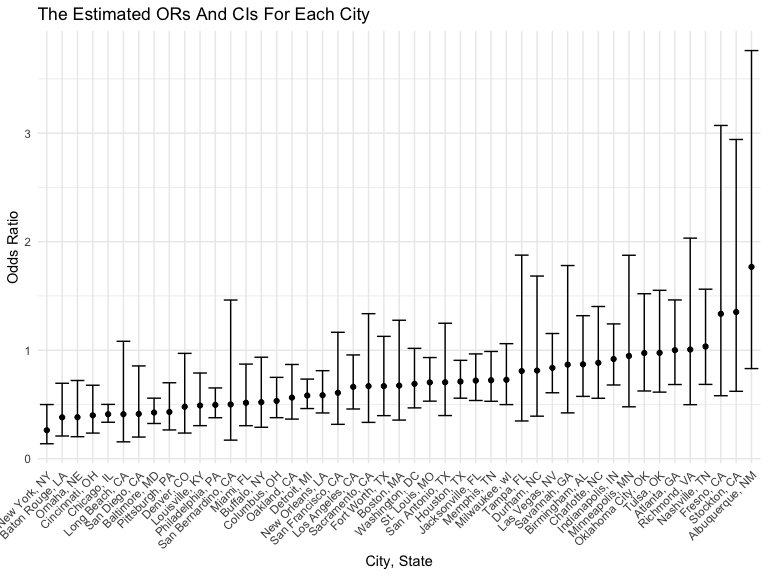 The Estimated ORs And CIs For Each City
Odds Ratio
3
2
1
0
New York, NY
Baton Rouge, LA
Omaha, NE
Cincinnati, OH
Chicago, IL
Long Beach, CA
San Diego, CA
Baltimore, MD
Pittsburgh, PA
Denver, CO
Louisville, KY
Philadelphia, PA
San Bernardino, CA
Miami, FL
Buffalo, NY
Columbus, OH
Oakland, CA
Detroit, MI
New Orleans, LA
San Francisco, CA
Los Angeles, CA
Sacramento, CA
Fort Worth, TX
Boston, MA
Washington, DC
St. Louis, MO
San Antonio, TX
Houston, TX
Jacksonville, FL
Memphis, TN
Milwaukee, wI
Tampa, FL
Durham, NC
Las Vegas, NV
Savannah, GA
Birmingham, AL
Charlotte, NC
Indianapolis, IN
Minneapolis, MN
Oklahoma City, OK
Tulsa, OK
Atlanta, GA
Richmond, VA
Nashville, TN
Fresno, CA
Stockton, CA
Albuquerque, NM
City, State